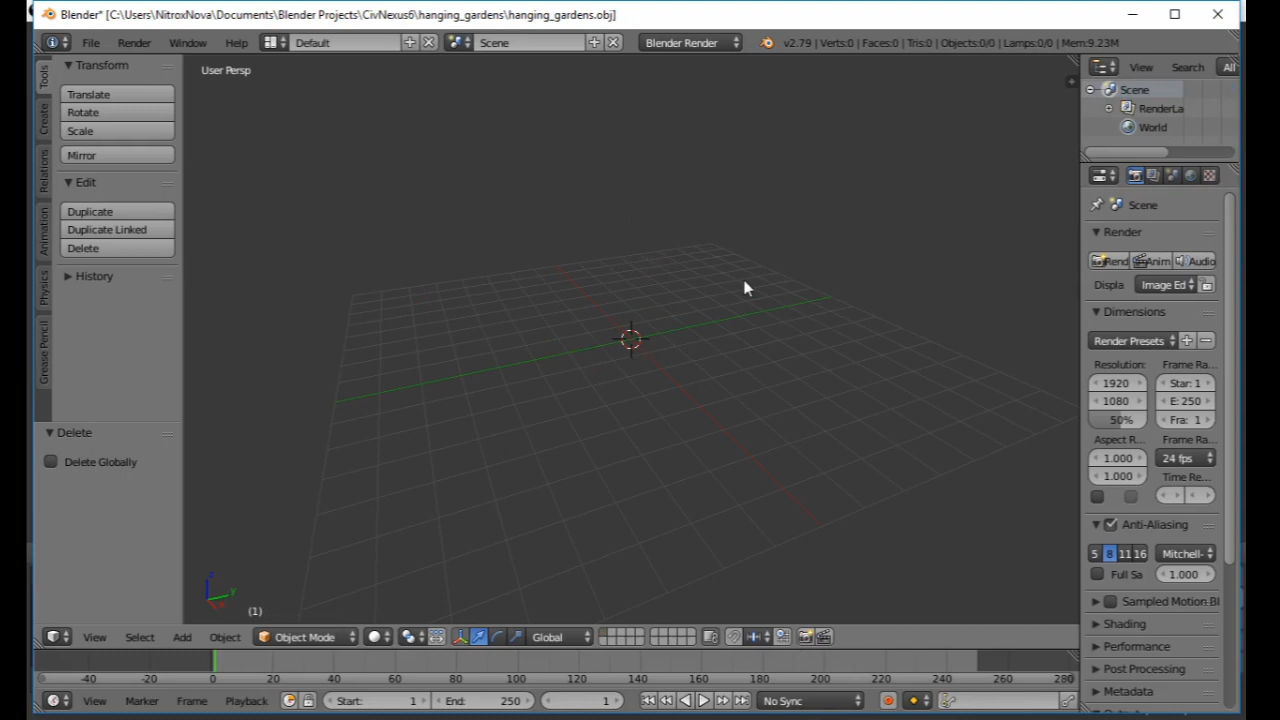 Blender* [C:\Users\NitroxNova\Documents\Blender Projects\CivNexus6\hanging_gardens\hanging_gardens.obj]
File Render Window Help Default Scene Blender Render v2.79 | Verts:0 | Faces:0 | Tris:0 | Objects:0/0 | Lamps:0/0 | Mem:9.23M
Tools
Create
Relations
Animation
Physics
Grease Pencil
Transform
Translate
Rotate
Scale
Mirror
Edit
Duplicate
Duplicate Linked
Delete
History
Delete
Delete Globally
User Persp
z
y
x
(1)
View Search All
Scene
RenderLa
World
Scene
Render
Rend Anim Audio
Displa Image Ed
Dimensions
Render Presets
Resolution: Frame Ra...
1920 Star: 1
1080 E: 250
50% Fra: 1
Aspect R... Frame Ra...
1.000 24 fps
1.000 Time Re...
Anti-Aliasing
5 8 11 16 Mitchell-
Full Sa 1.000
Sampled Motion Bl
Shading
Performance
Post Processing
Metadata
View Select Add Object Object Mode Global
-40 -20 0 20 40 60 80 100 120 140 160 180 200 220 240 260 280
View Marker Frame Playback Start: 1 End: 250 1 No Sync